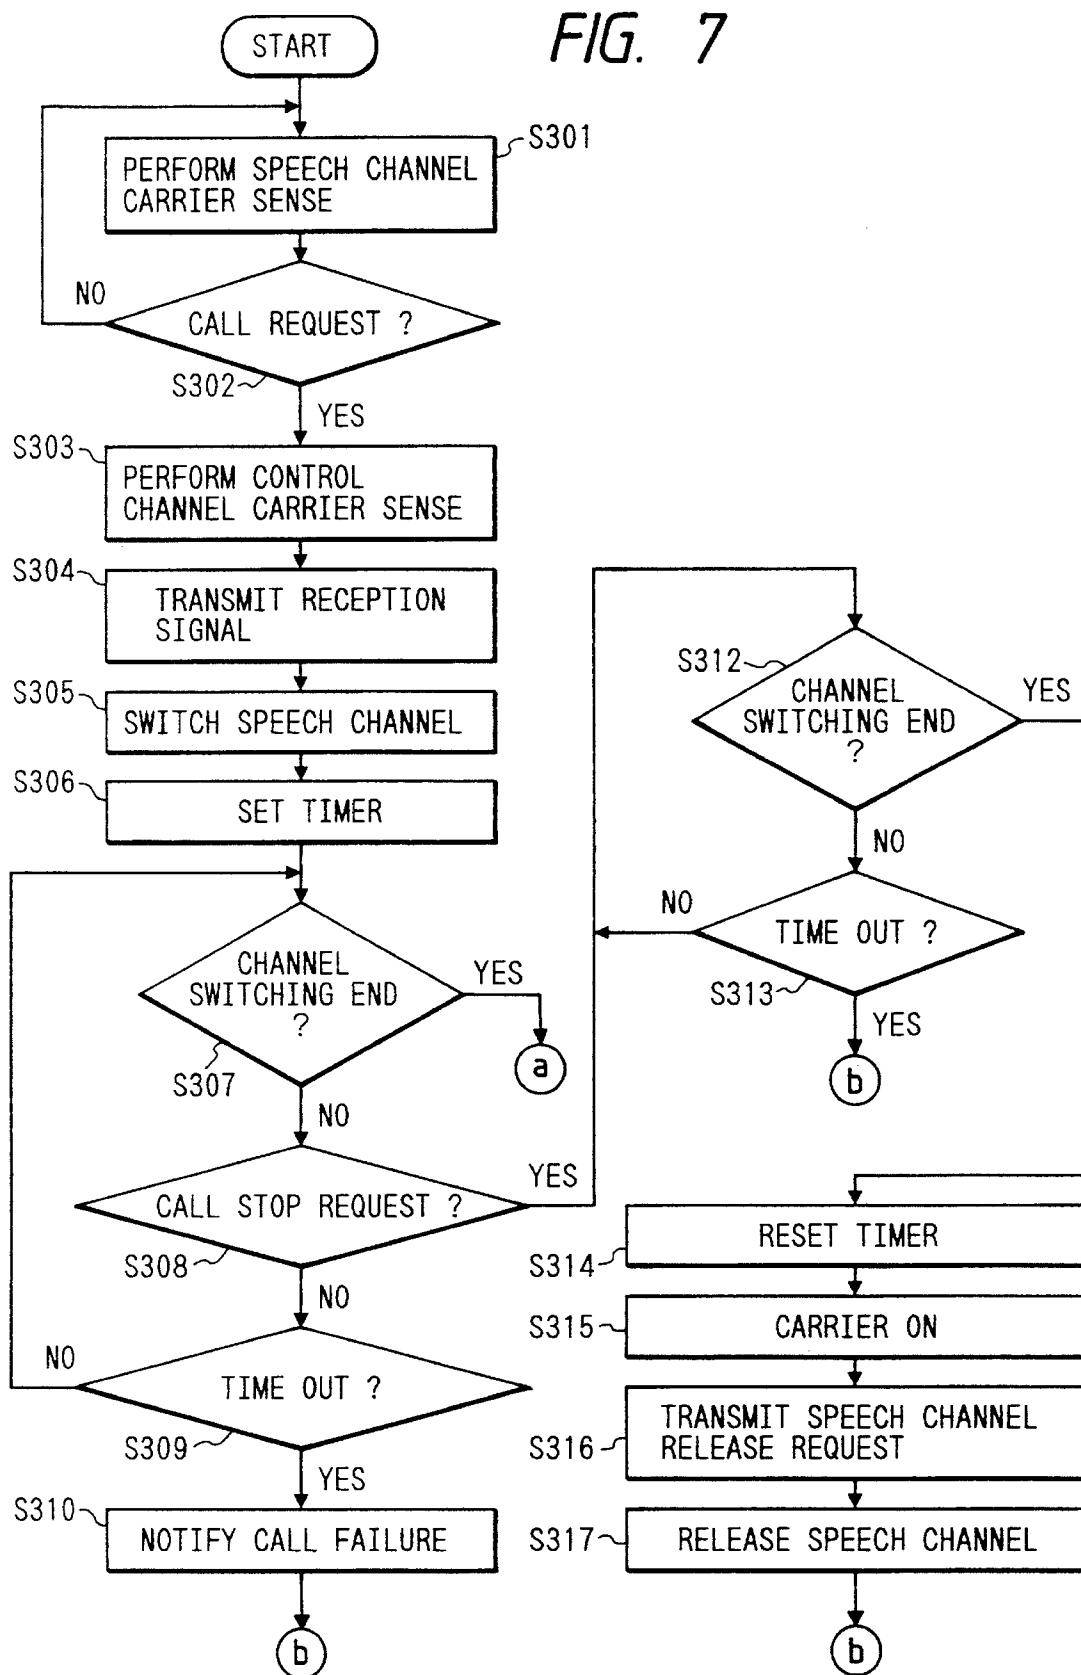 FIG. 7
START
S301
PERFORM SPEECH CHANNEL
CARRIER SENSE
NO
CALL REQUEST ?
S302
YES
S303
PERFORM CONTROL
CHANNEL CARRIER SENSE
S304
TRANSMIT RECEPTION
SIGNAL
S305
SWITCH SPEECH CHANNEL
S306
SET TIMER
CHANNEL
SWITCHING END
?
YES
a
S307
NO
CALL STOP REQUEST ?
YES
S308
NO
NO
TIME OUT ?
S309
YES
S310
NOTIFY CALL FAILURE
b
S312
CHANNEL
SWITCHING END
?
YES
NO
NO
TIME OUT ?
S313
YES
b
RESET TIMER
S314
CARRIER ON
S315
TRANSMIT SPEECH CHANNEL
RELEASE REQUEST
S316
RELEASE SPEECH CHANNEL
S317
b